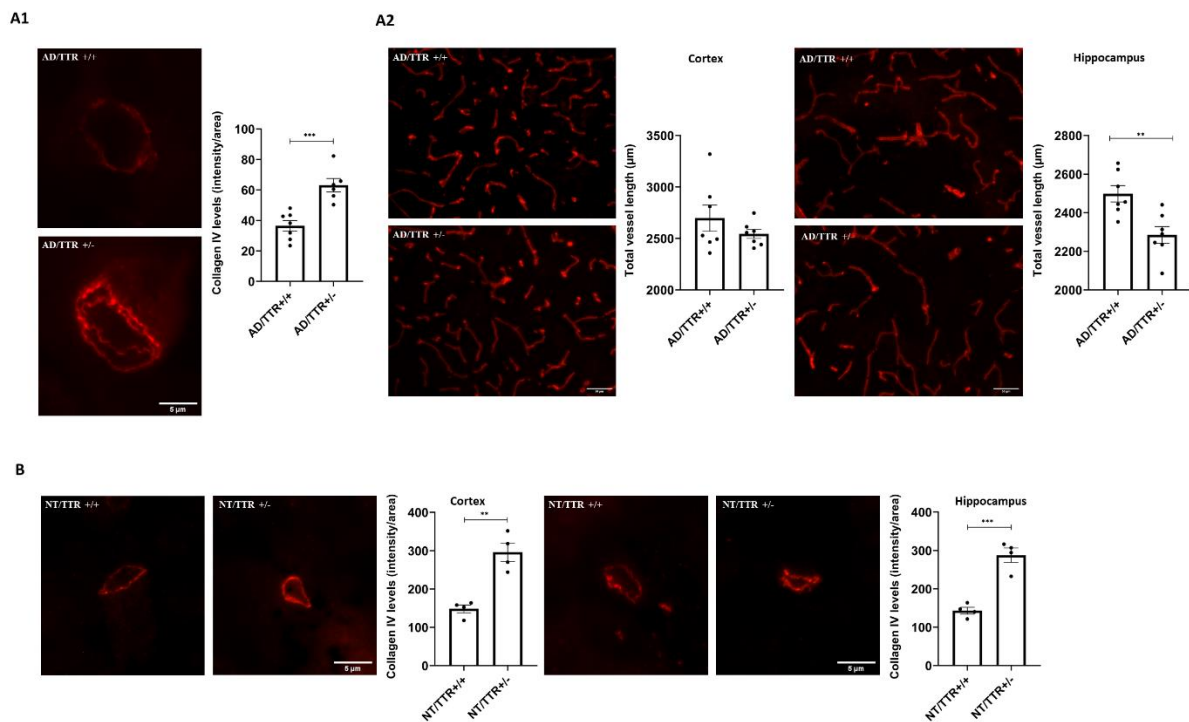 A1
AD/TTR +/+
AD/TTR +/-
5 µm
Collagen IV levels (intensity/area)
100
80
60
40
20
0
***
AD/TTR+/+
AD/TTR+/-
A2
AD/TTR +/+
AD/TTR +/-
Cortex
Total vessel length (µm)
3500
3000
2500
2000
AD/TTR+/+
AD/TTR+/-
AD/TTR +/+
AD/TTR +/-
Hippocampus
Total vessel length (µm)
2800
2600
2400
2200
2000
**
AD/TTR+/+
AD/TTR+/-
B
NT/TTR +/+
NT/TTR +/-
5 µm
Cortex
Collagen IV levels (intensity/area)
400
300
200
100
0
**
NT/TTR+/+
NT/TTR+/-
NT/TTR +/+
NT/TTR +/-
5 µm
Hippocampus
Collagen IV levels (intensity/area)
400
300
200
100
0
***
NT/TTR+/+
NT/TTR+/-